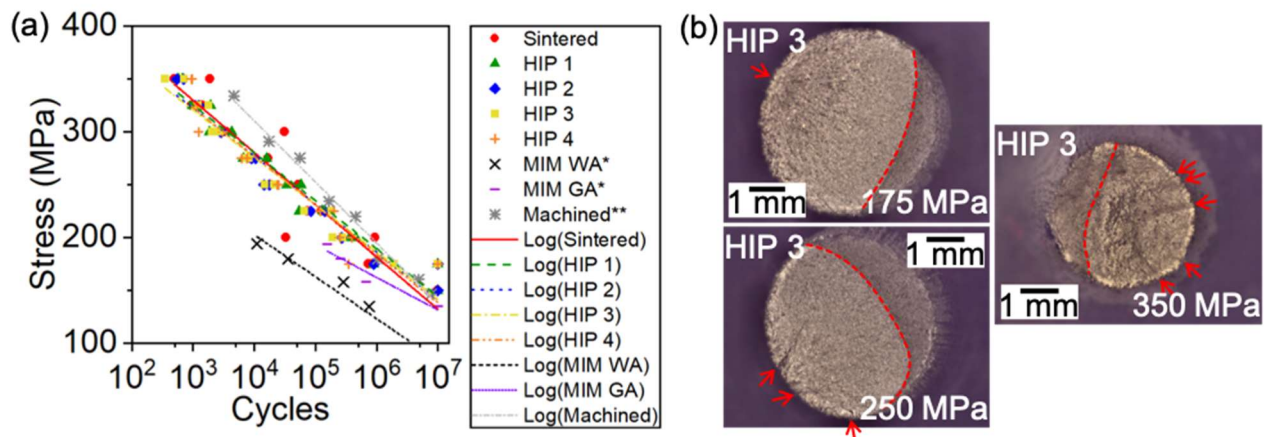 (a)
400
300
200
100
Stress (MPa)
10^2 10^3 10^4 10^5 10^6 10^7
Cycles
Sintered
HIP 1
HIP 2
HIP 3
HIP 4
MIM WA*
MIM GA*
Machined**
Log(Sintered)
Log(HIP 1)
Log(HIP 2)
Log(HIP 3)
Log(HIP 4)
Log(MIM WA)
Log(MIM GA)
Log(Machined)
(b)
HIP 3
1 mm
175 MPa
HIP 3
1 mm
250 MPa
HIP 3
1 mm
350 MPa